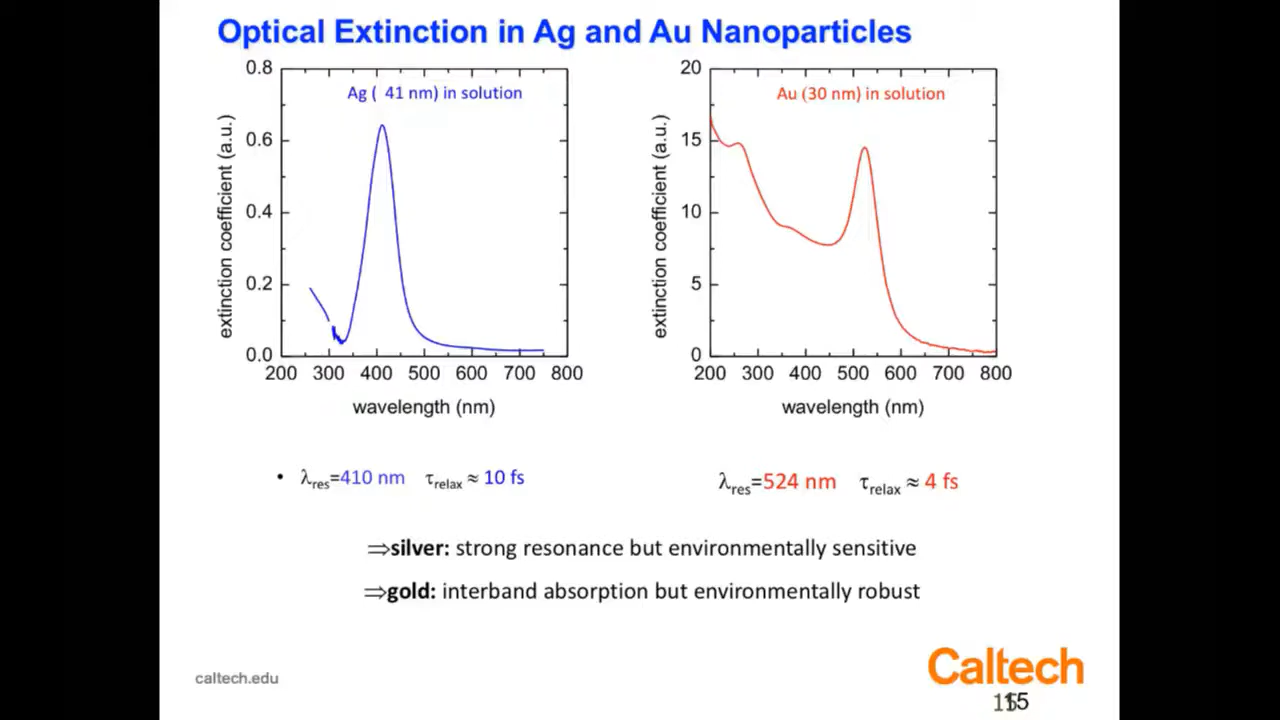 Optical Extinction in Ag and Au Nanoparticles
Ag ( 41 nm) in solution
extinction coefficient (a.u.)
0.8
0.6
0.4
0.2
0.0
200 300 400 500 600 700 800
wavelength (nm)
Au (30 nm) in solution
extinction coefficient (a.u.)
20
15
10
5
0
200 300 400 500 600 700 800
wavelength (nm)
• λres=410 nm τrelax ≈ 10 fs
λres=524 nm τrelax ≈ 4 fs
⇒silver: strong resonance but environmentally sensitive
⇒gold: interband absorption but environmentally robust
caltech.edu
Caltech